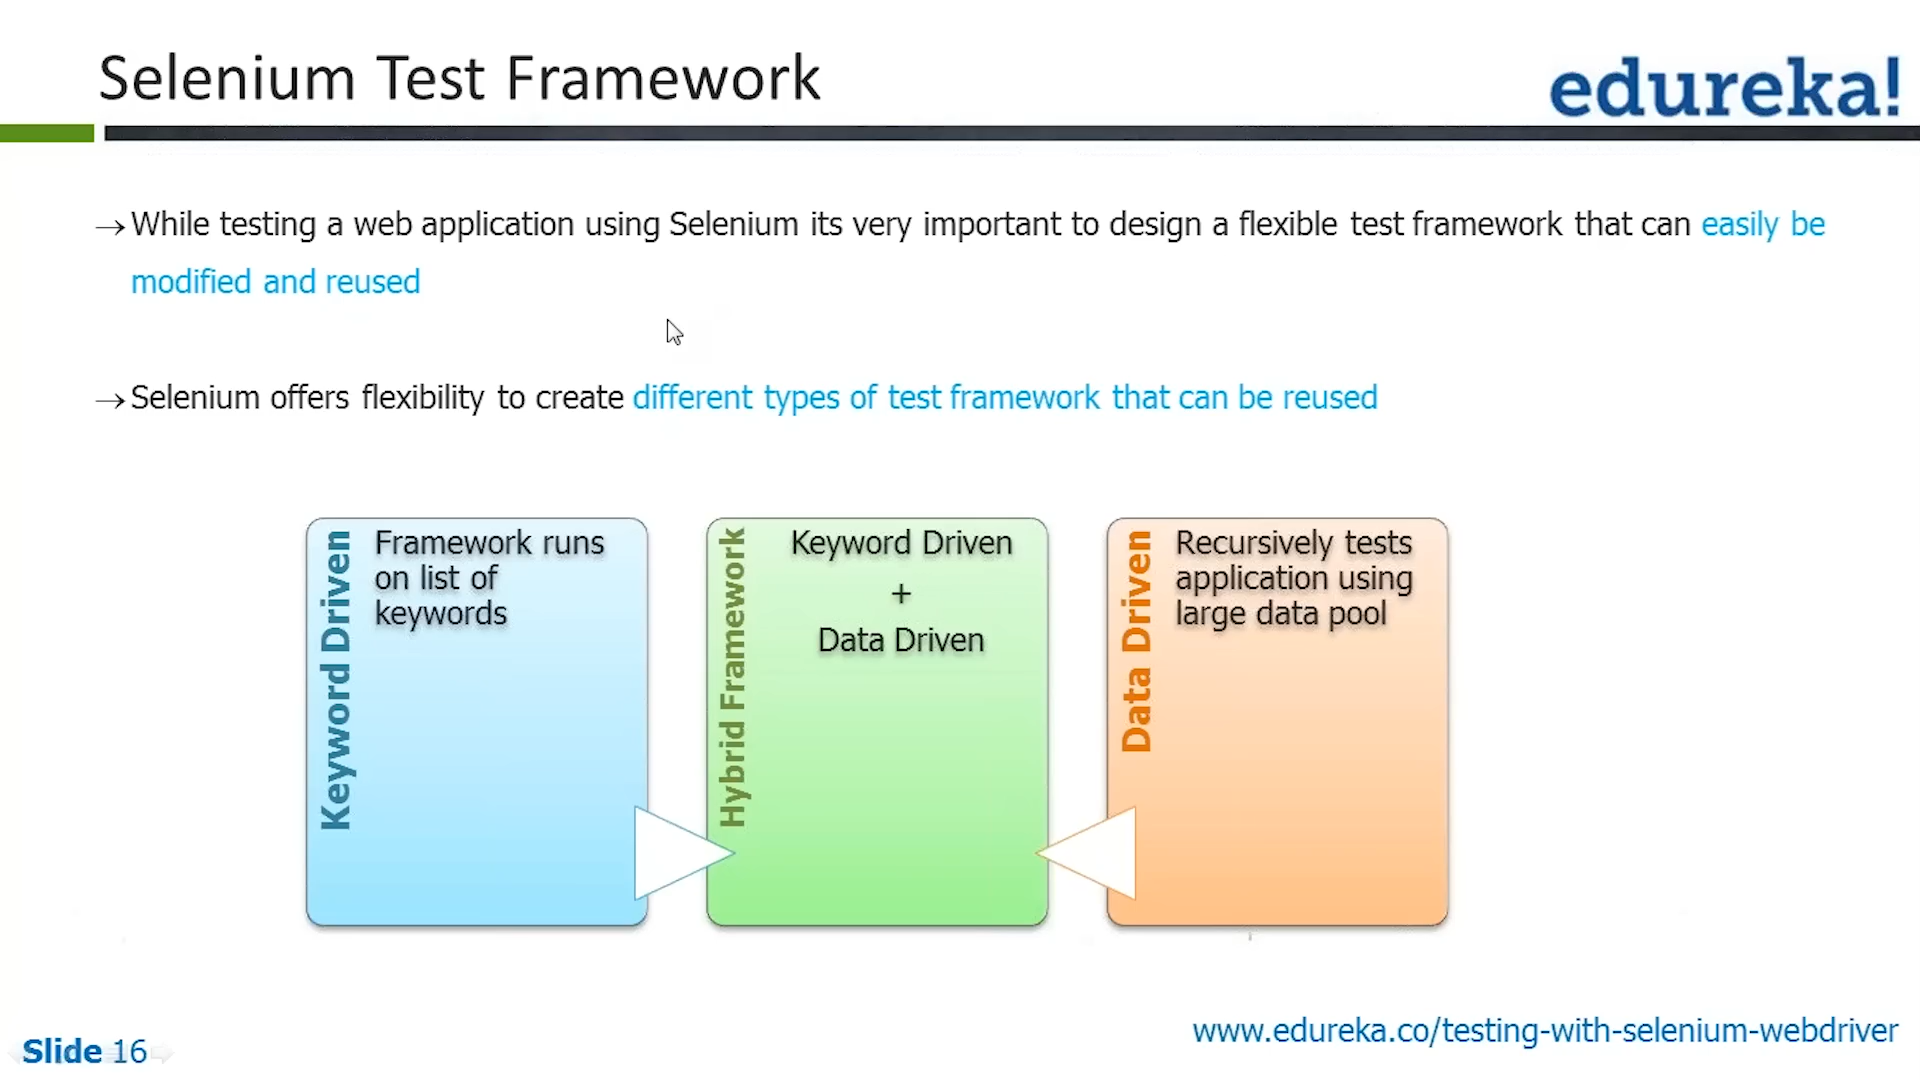 Selenium Test Framework
edureka!
→While testing a web application using Selenium its very important to design a flexible test framework that can easily be
modified and reused
→Selenium offers flexibility to create different types of test framework that can be reused
Keyword Driven
Framework runs
on list of
keywords
Hybrid Framework
Keyword Driven
+
Data Driven
Data Driven
Recursively tests
application using
large data pool
Slide 16
www.edureka.co/testing-with-selenium-webdriver